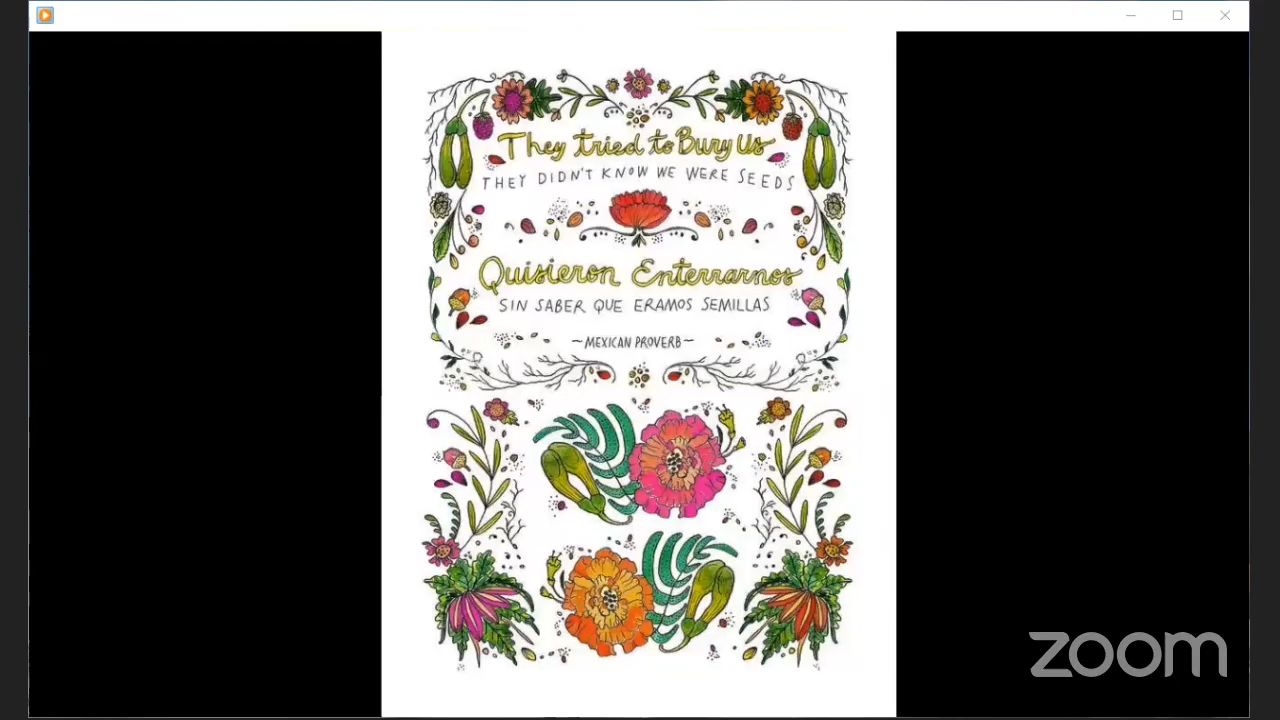 They tried to Bury Us
THEY DIDN'T KNOW WE WERE SEEDS
Quisieron Enterrarnos
SIN SABER QUE ERAMOS SEMILLAS
~MEXICAN PROVERB~
zoom